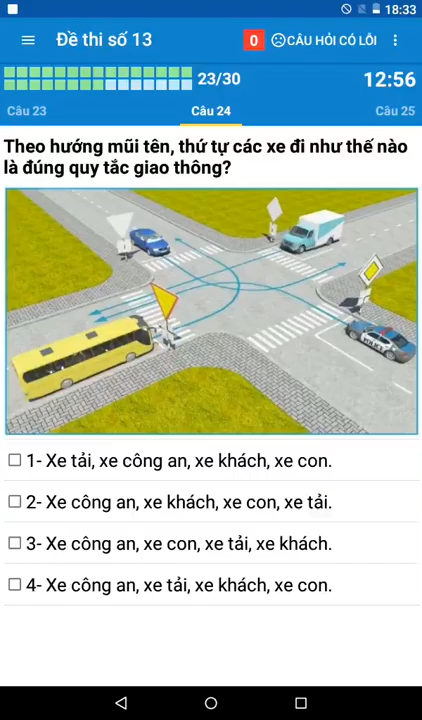 18:33
Đề thi số 13
0
CÂU HỎI CÓ LỖI
23/30
12:56
Câu 23
Câu 24
Câu 25
Theo hướng mũi tên, thứ tự các xe đi như thế nào
là đúng quy tắc giao thông?
POLICE
1- Xe tải, xe công an, xe khách, xe con.
2- Xe công an, xe khách, xe con, xe tải.
3- Xe công an, xe con, xe tải, xe khách.
4- Xe công an, xe tải, xe khách, xe con.